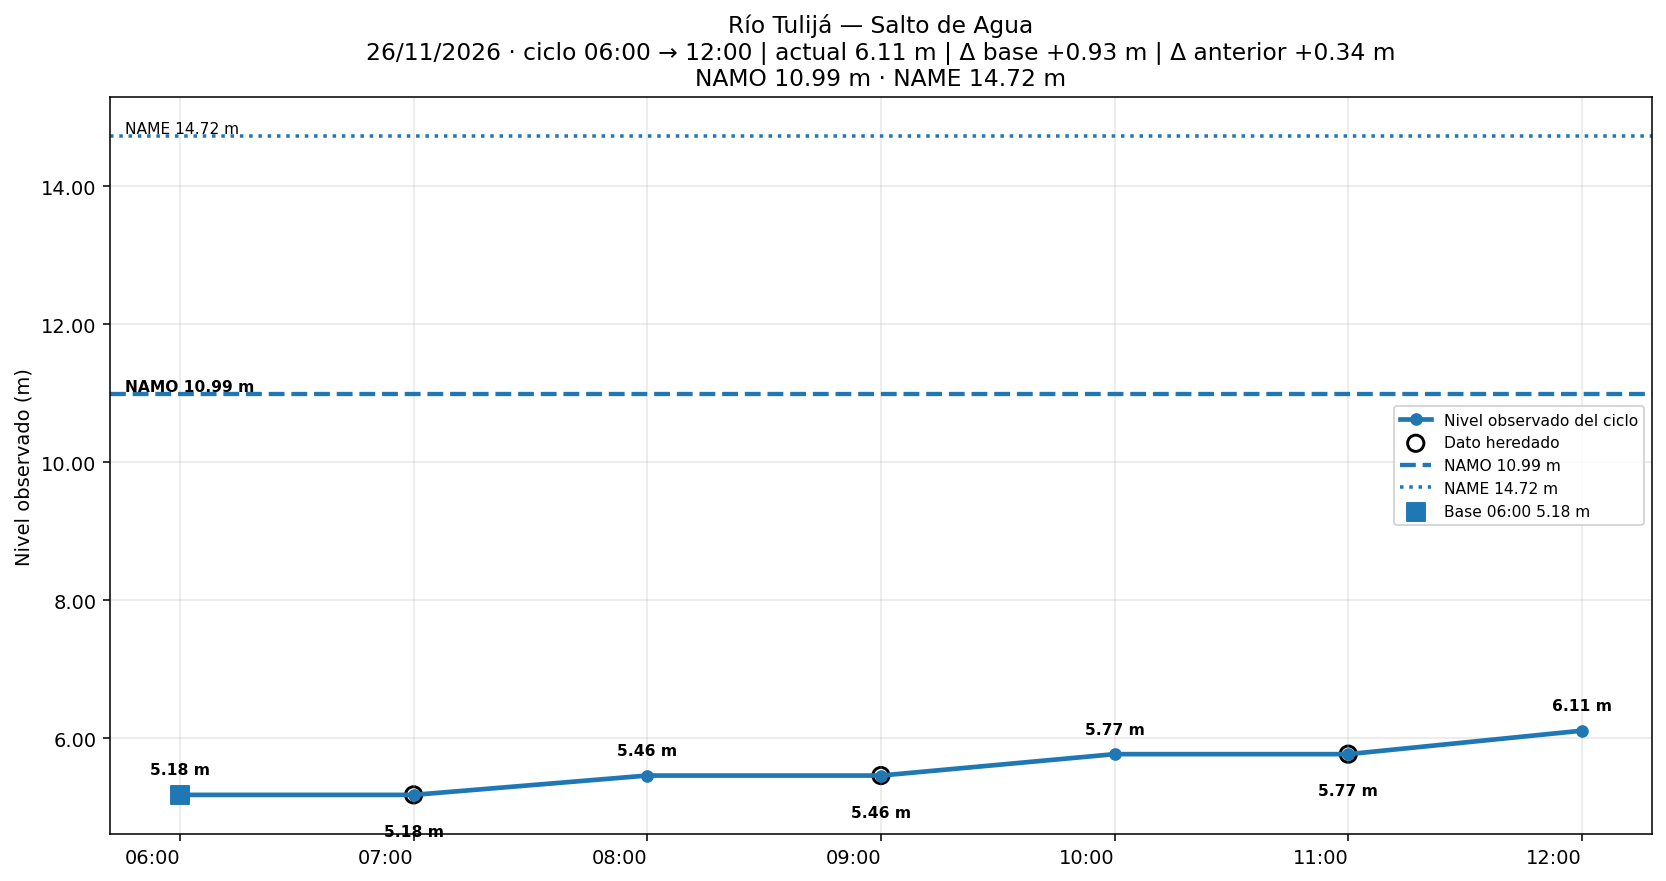 Río Tulijá — Salto de Agua
26/11/2026 · ciclo 06:00 → 12:00 | actual 6.11 m | Δ base +0.93 m | Δ anterior +0.34 m
NAMO 10.99 m · NAME 14.72 m
NAME 14.72 m
14.00
12.00
NAMO 10.99 m
Nivel observado (m)
Nivel observado del ciclo
Dato heredado
NAMO 10.99 m
NAME 14.72 m
Base 06:00 5.18 m
10.00
8.00
6.00
5.18 m
5.18 m
5.46 m
5.46 m
5.77 m
5.77 m
6.11 m
06:00
07:00
08:00
09:00
10:00
11:00
12:00